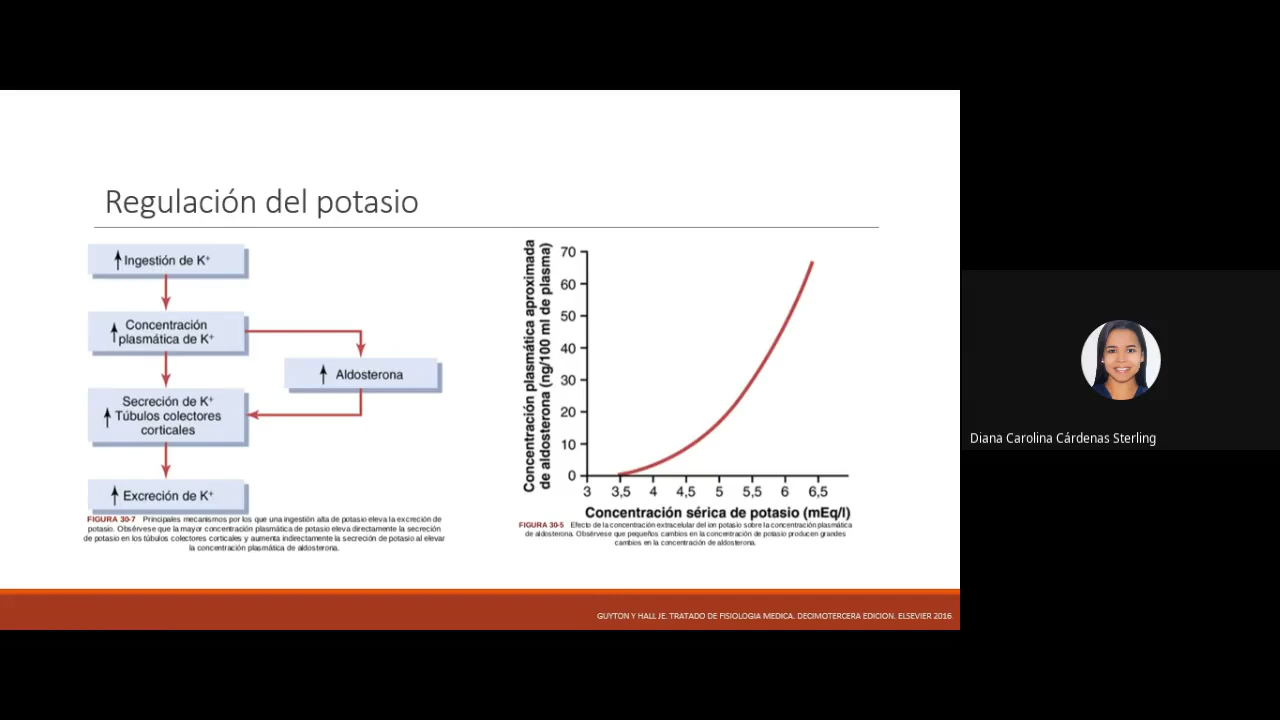 Regulación del potasio
Ingestión de K⁺
Concentración
plasmática de K⁺
Aldosterona
Secreción de K⁺
Túbulos colectores
corticales
Excreción de K⁺
FIGURA 30-7 Principales mecanismos por los que una ingestión alta de potasio eleva la excreción de
potasio. Obsérvese que la mayor concentración plasmática de potasio eleva directamente la secreción
de potasio en los túbulos colectores corticales y aumenta indirectamente la secreción de potasio al elevar
la concentración plasmática de aldosterona.
Concentración plasmática aproximada
de aldosterona (ng/100 ml de plasma)
70
60
50
40
30
20
10
0
3 3,5 4 4,5 5 5,5 6 6,5
Concentración sérica de potasio (mEq/l)
FIGURA 30-5 Efecto de la concentración extracelular del ion potasio sobre la concentración plasmática
de aldosterona. Obsérvese que pequeños cambios en la concentración de potasio producen grandes
cambios en la concentración de aldosterona.
GUYTON Y HALL JE. TRATADO DE FISIOLOGIA MEDICA. DECIMOTERCERA EDICION. ELSEVIER 2016.
Diana Carolina Cárdenas Sterling